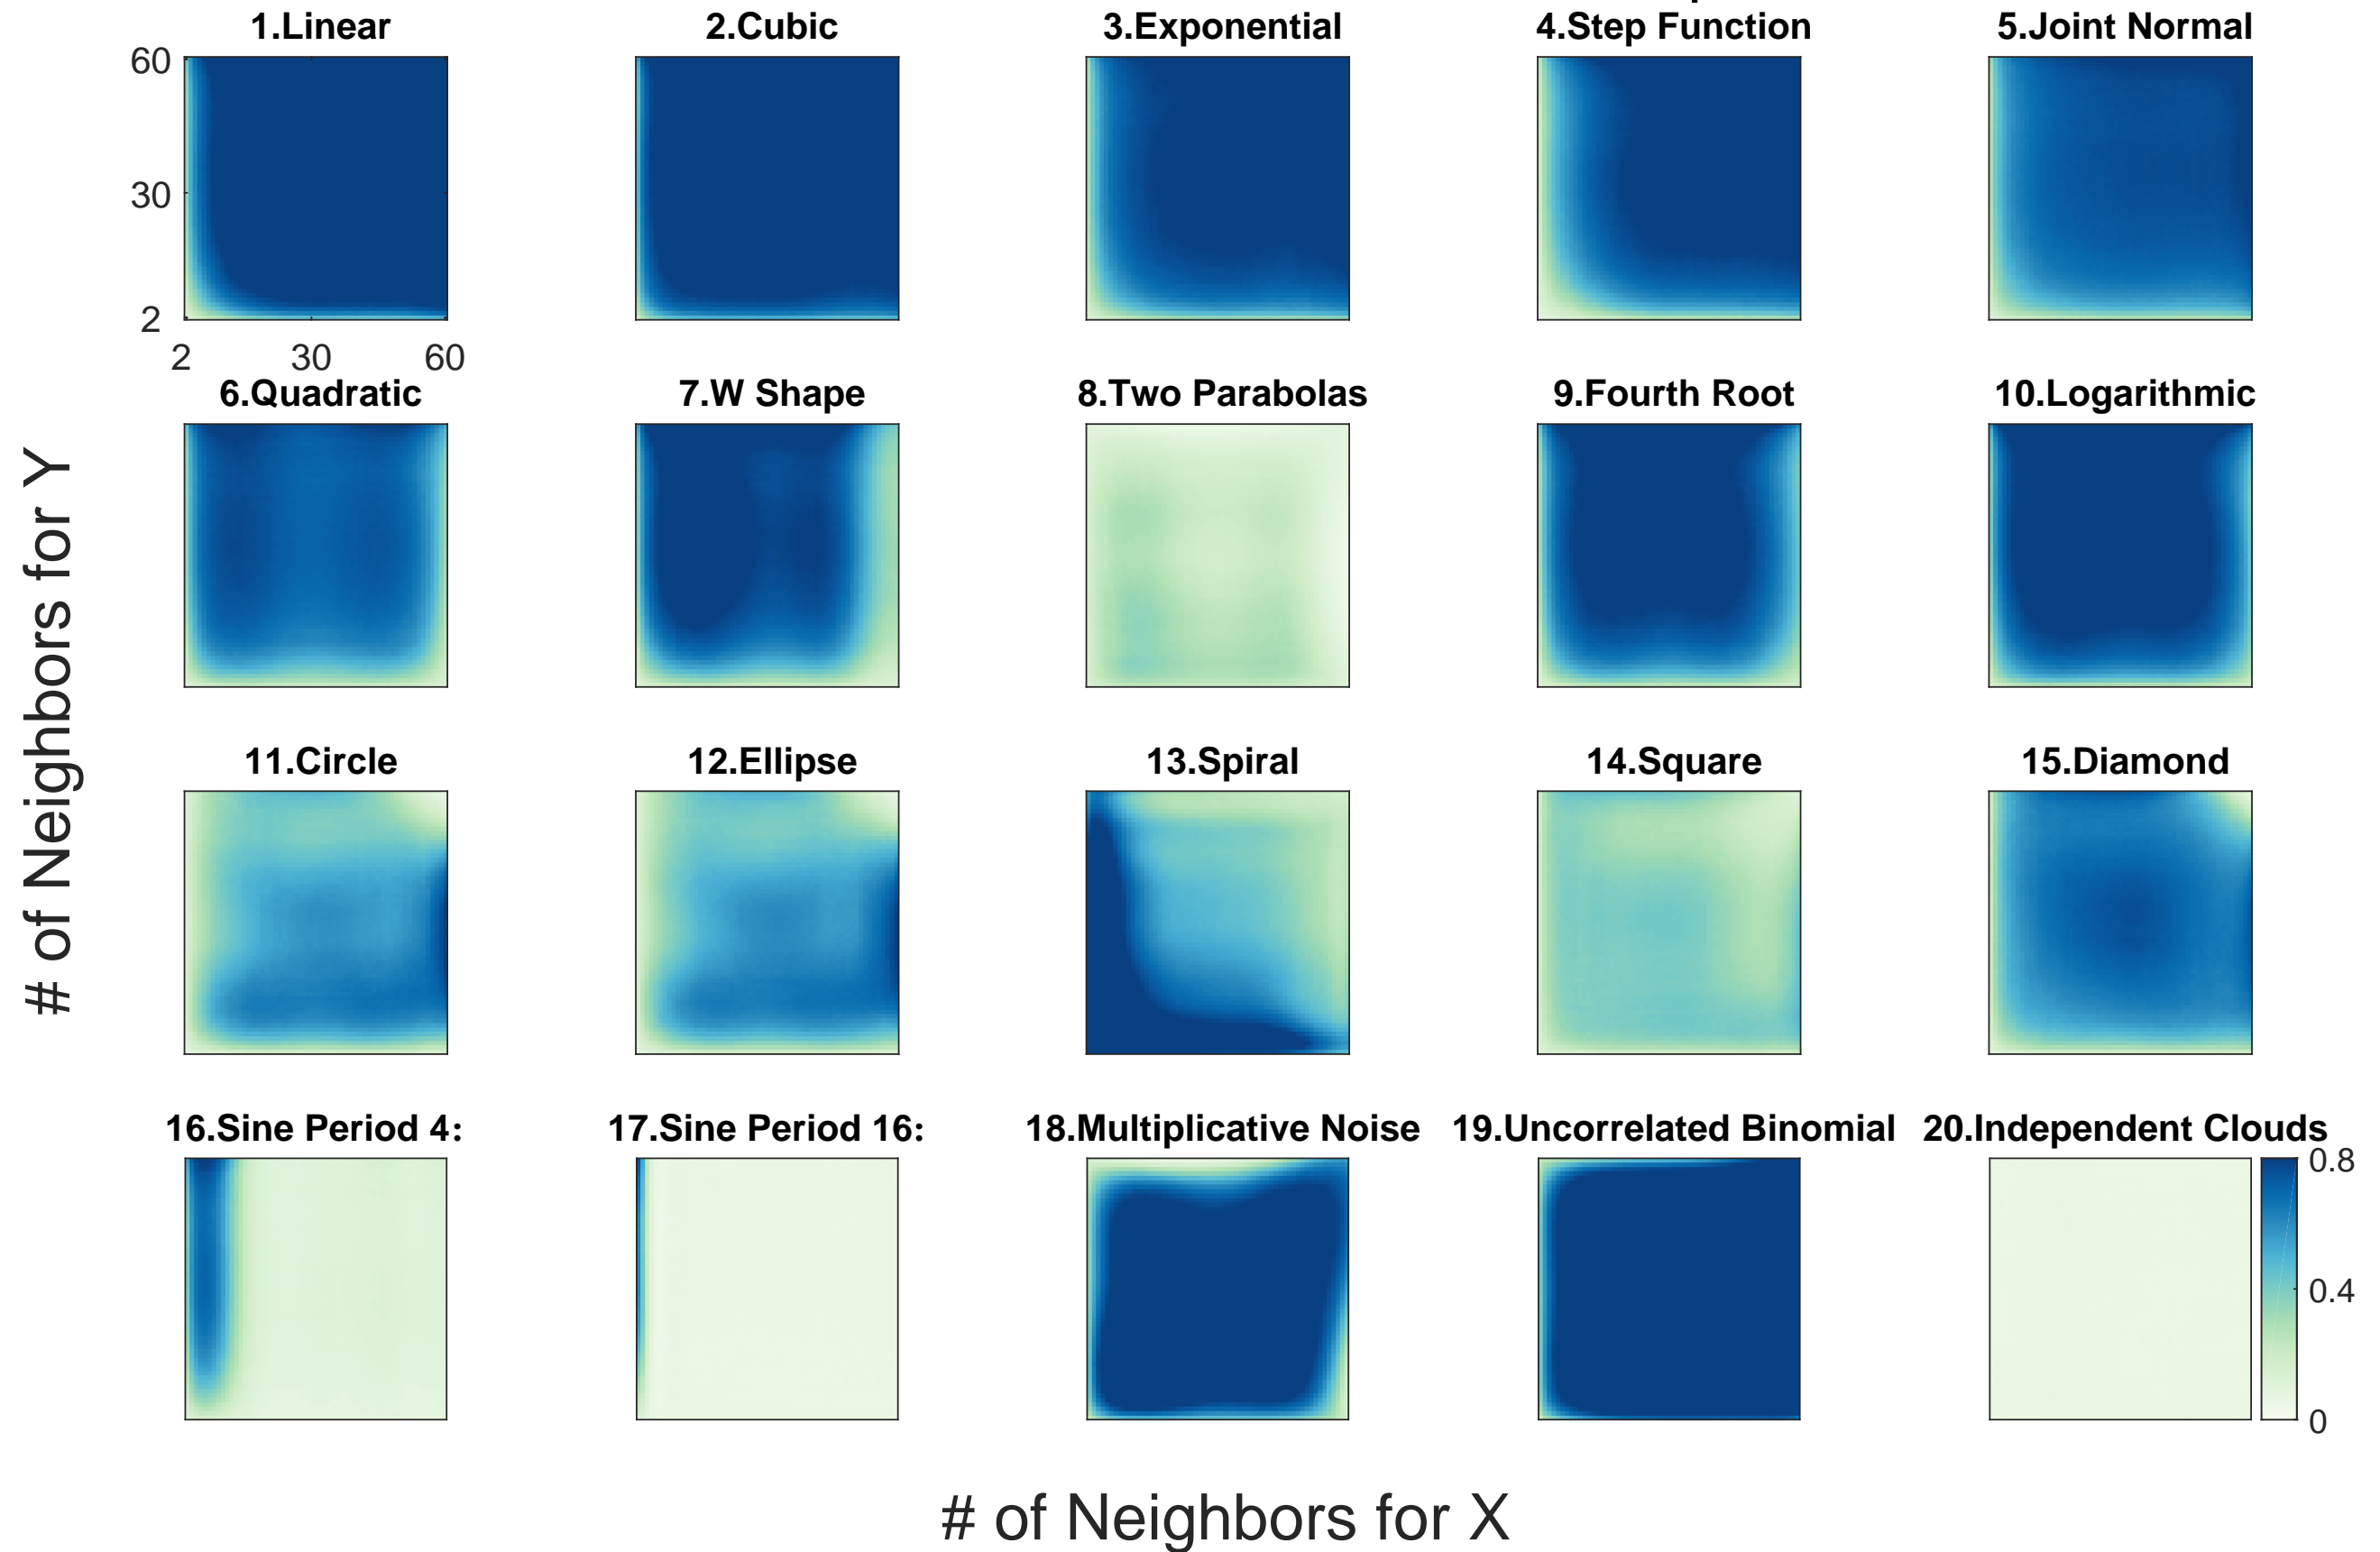 1.Linear
2.Cubic
3.Exponential
4.Step Function
5.Joint Normal
60
30
2
2
30
60
6.Quadratic
7.W Shape
8.Two Parabolas
9.Fourth Root
10.Logarithmic
# of Neighbors for Y
11.Circle
12.Ellipse
13.Spiral
14.Square
15.Diamond
16.Sine Period 4:
17.Sine Period 16:
18.Multiplicative Noise
19.Uncorrelated Binomial
20.Independent Clouds
0.8
0.4
0
# of Neighbors for X